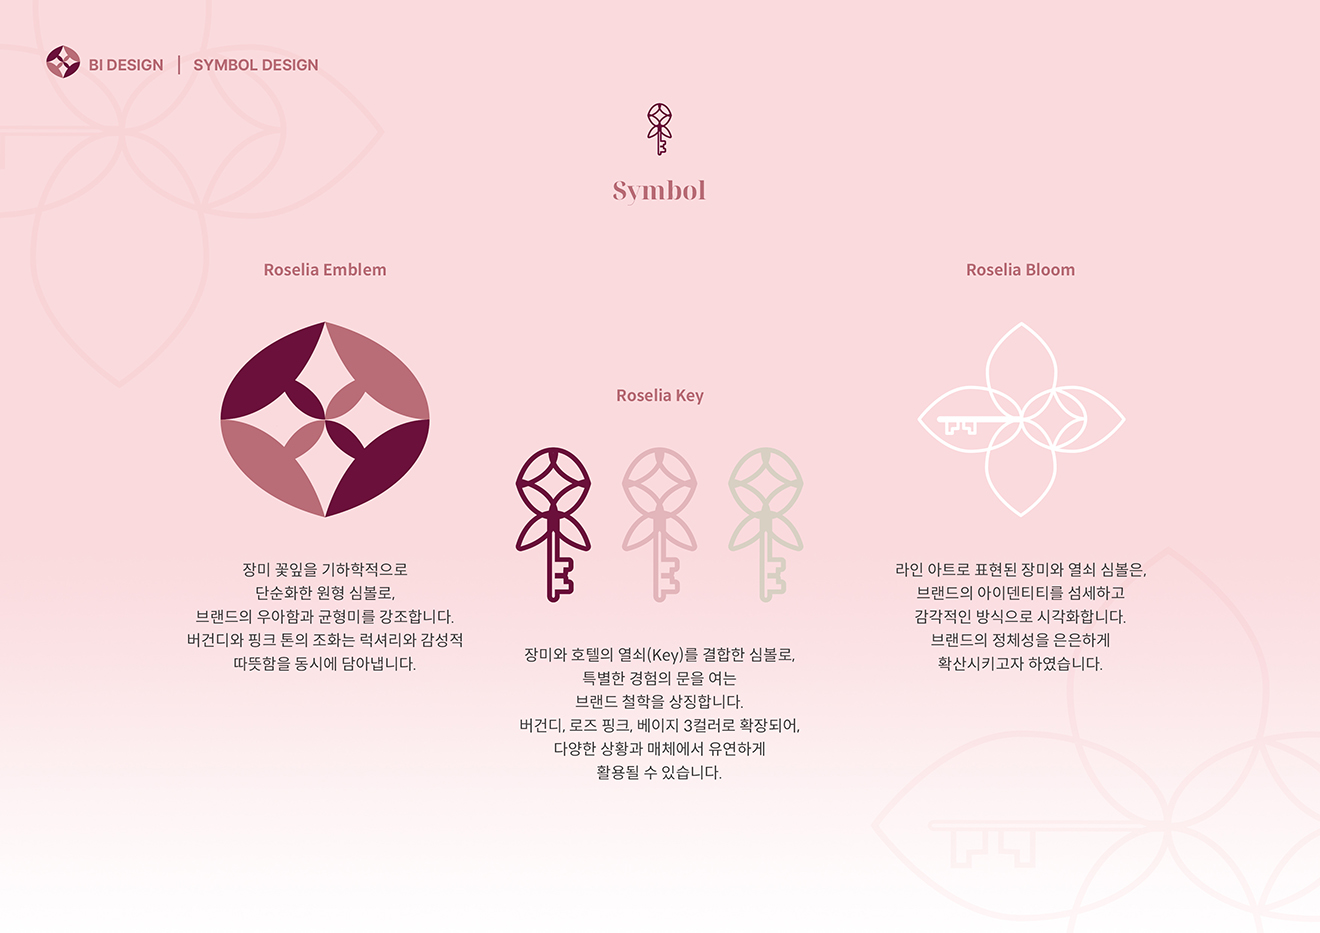 BI DESIGN | SYMBOL DESIGN
Symbol
Roselia Emblem
장미 꽃잎을 기하학적으로
단순화한 원형 심볼로,
브랜드의 우아함과 균형미를 강조합니다.
버건디와 핑크 톤의 조화는 럭셔리와 감성적
따뜻함을 동시에 담아냅니다.
Roselia Key
장미와 호텔의 열쇠(Key)를 결합한 심볼로,
특별한 경험의 문을 여는
브랜드 철학을 상징합니다.
버건디, 로즈 핑크, 베이지 3컬러로 확장되어,
다양한 상황과 매체에서 유연하게
활용될 수 있습니다.
Roselia Bloom
라인 아트로 표현된 장미와 열쇠 심볼은,
브랜드의 아이덴티티를 섬세하고
감각적인 방식으로 시각화합니다.
브랜드의 정체성을 은은하게
확산시키고자 하였습니다.